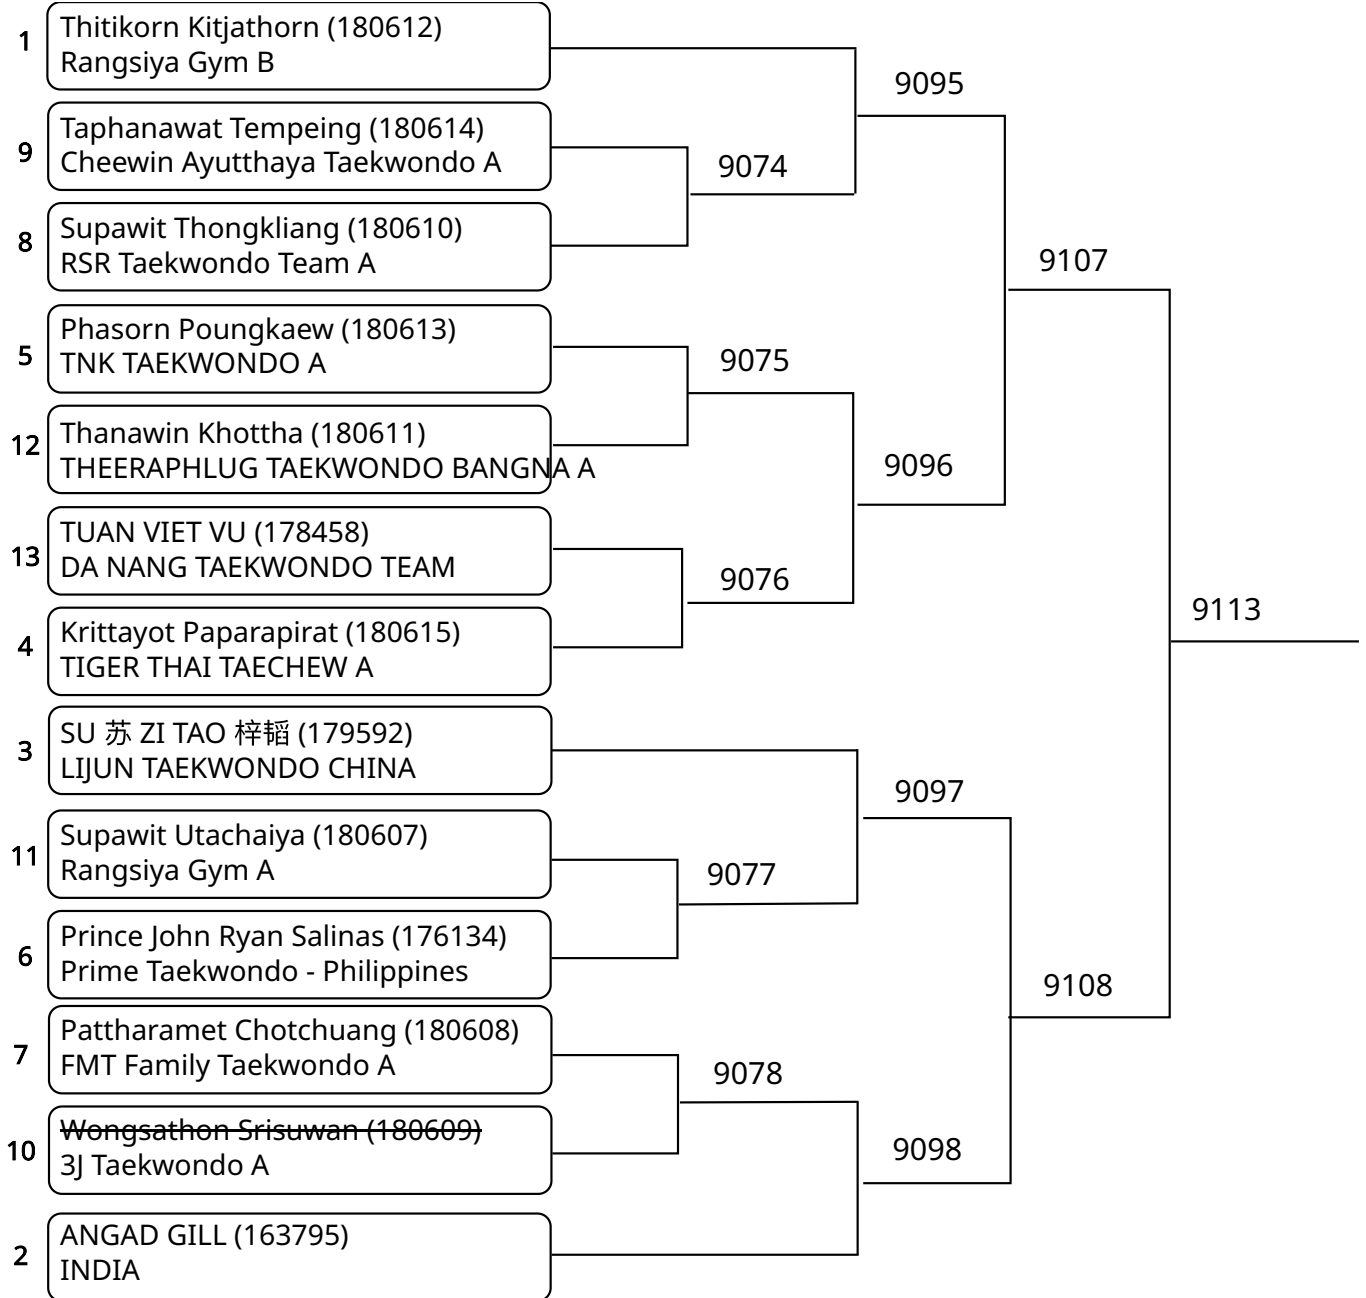 1
Thitikorn Kitjathorn (180612)
Rangsiya Gym B
9095
9
Taphanawat Tempeing (180614)
Cheewin Ayutthaya Taekwondo A
9074
8
Supawit Thongkliang (180610)
RSR Taekwondo Team A
9107
5
Phasorn Poungkaew (180613)
TNK TAEKWONDO A
9075
12
Thanawin Khottha (180611)
THEERAPHLUG TAEKWONDO BANGNA A
9096
13
TUAN VIET VU (178458)
DA NANG TAEKWONDO TEAM
9076
4
Krittayot Paparapirat (180615)
TIGER THAI TAECHEW A
9113
3
SU 苏 ZI TAO 梓韬 (179592)
LIJUN TAEKWONDO CHINA
9097
11
Supawit Utachaiya (180607)
Rangsiya Gym A
9077
6
Prince John Ryan Salinas (176134)
Prime Taekwondo - Philippines
9108
7
Pattharamet Chotchuang (180608)
FMT Family Taekwondo A
9078
10
Wongsathon Srisuwan (180609)
3J Taekwondo A
9098
2
ANGAD GILL (163795)
INDIA